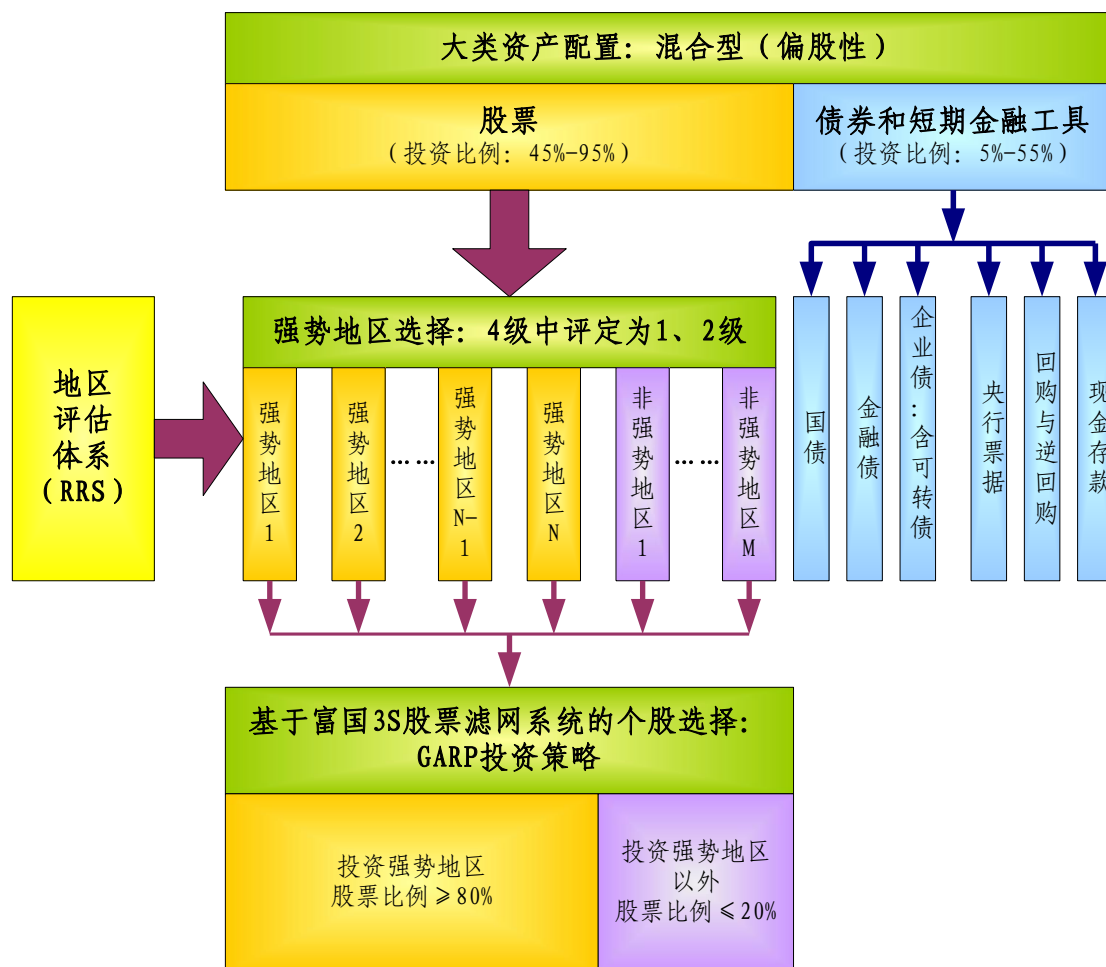 大类资产配置：混合型（偏股性）
股票
（投资比例：45%-95%）
债券和短期金融工具
（投资比例：5%-55%）
地区
评估
体系
（RRS）
强势地区选择：4级中评定为1、2级
强势地区1
强势地区2
……
强势地区N-1
强势地区N
非强势地区1
……
非强势地区M
国债
金融债
企业债：含可转债
央行票据
回购与逆回购
现金存款
基于富国3S股票滤网系统的个股选择：
GARP投资策略
投资强势地区
股票比例≥80%
投资强势地区
以外
股票比例≤20%